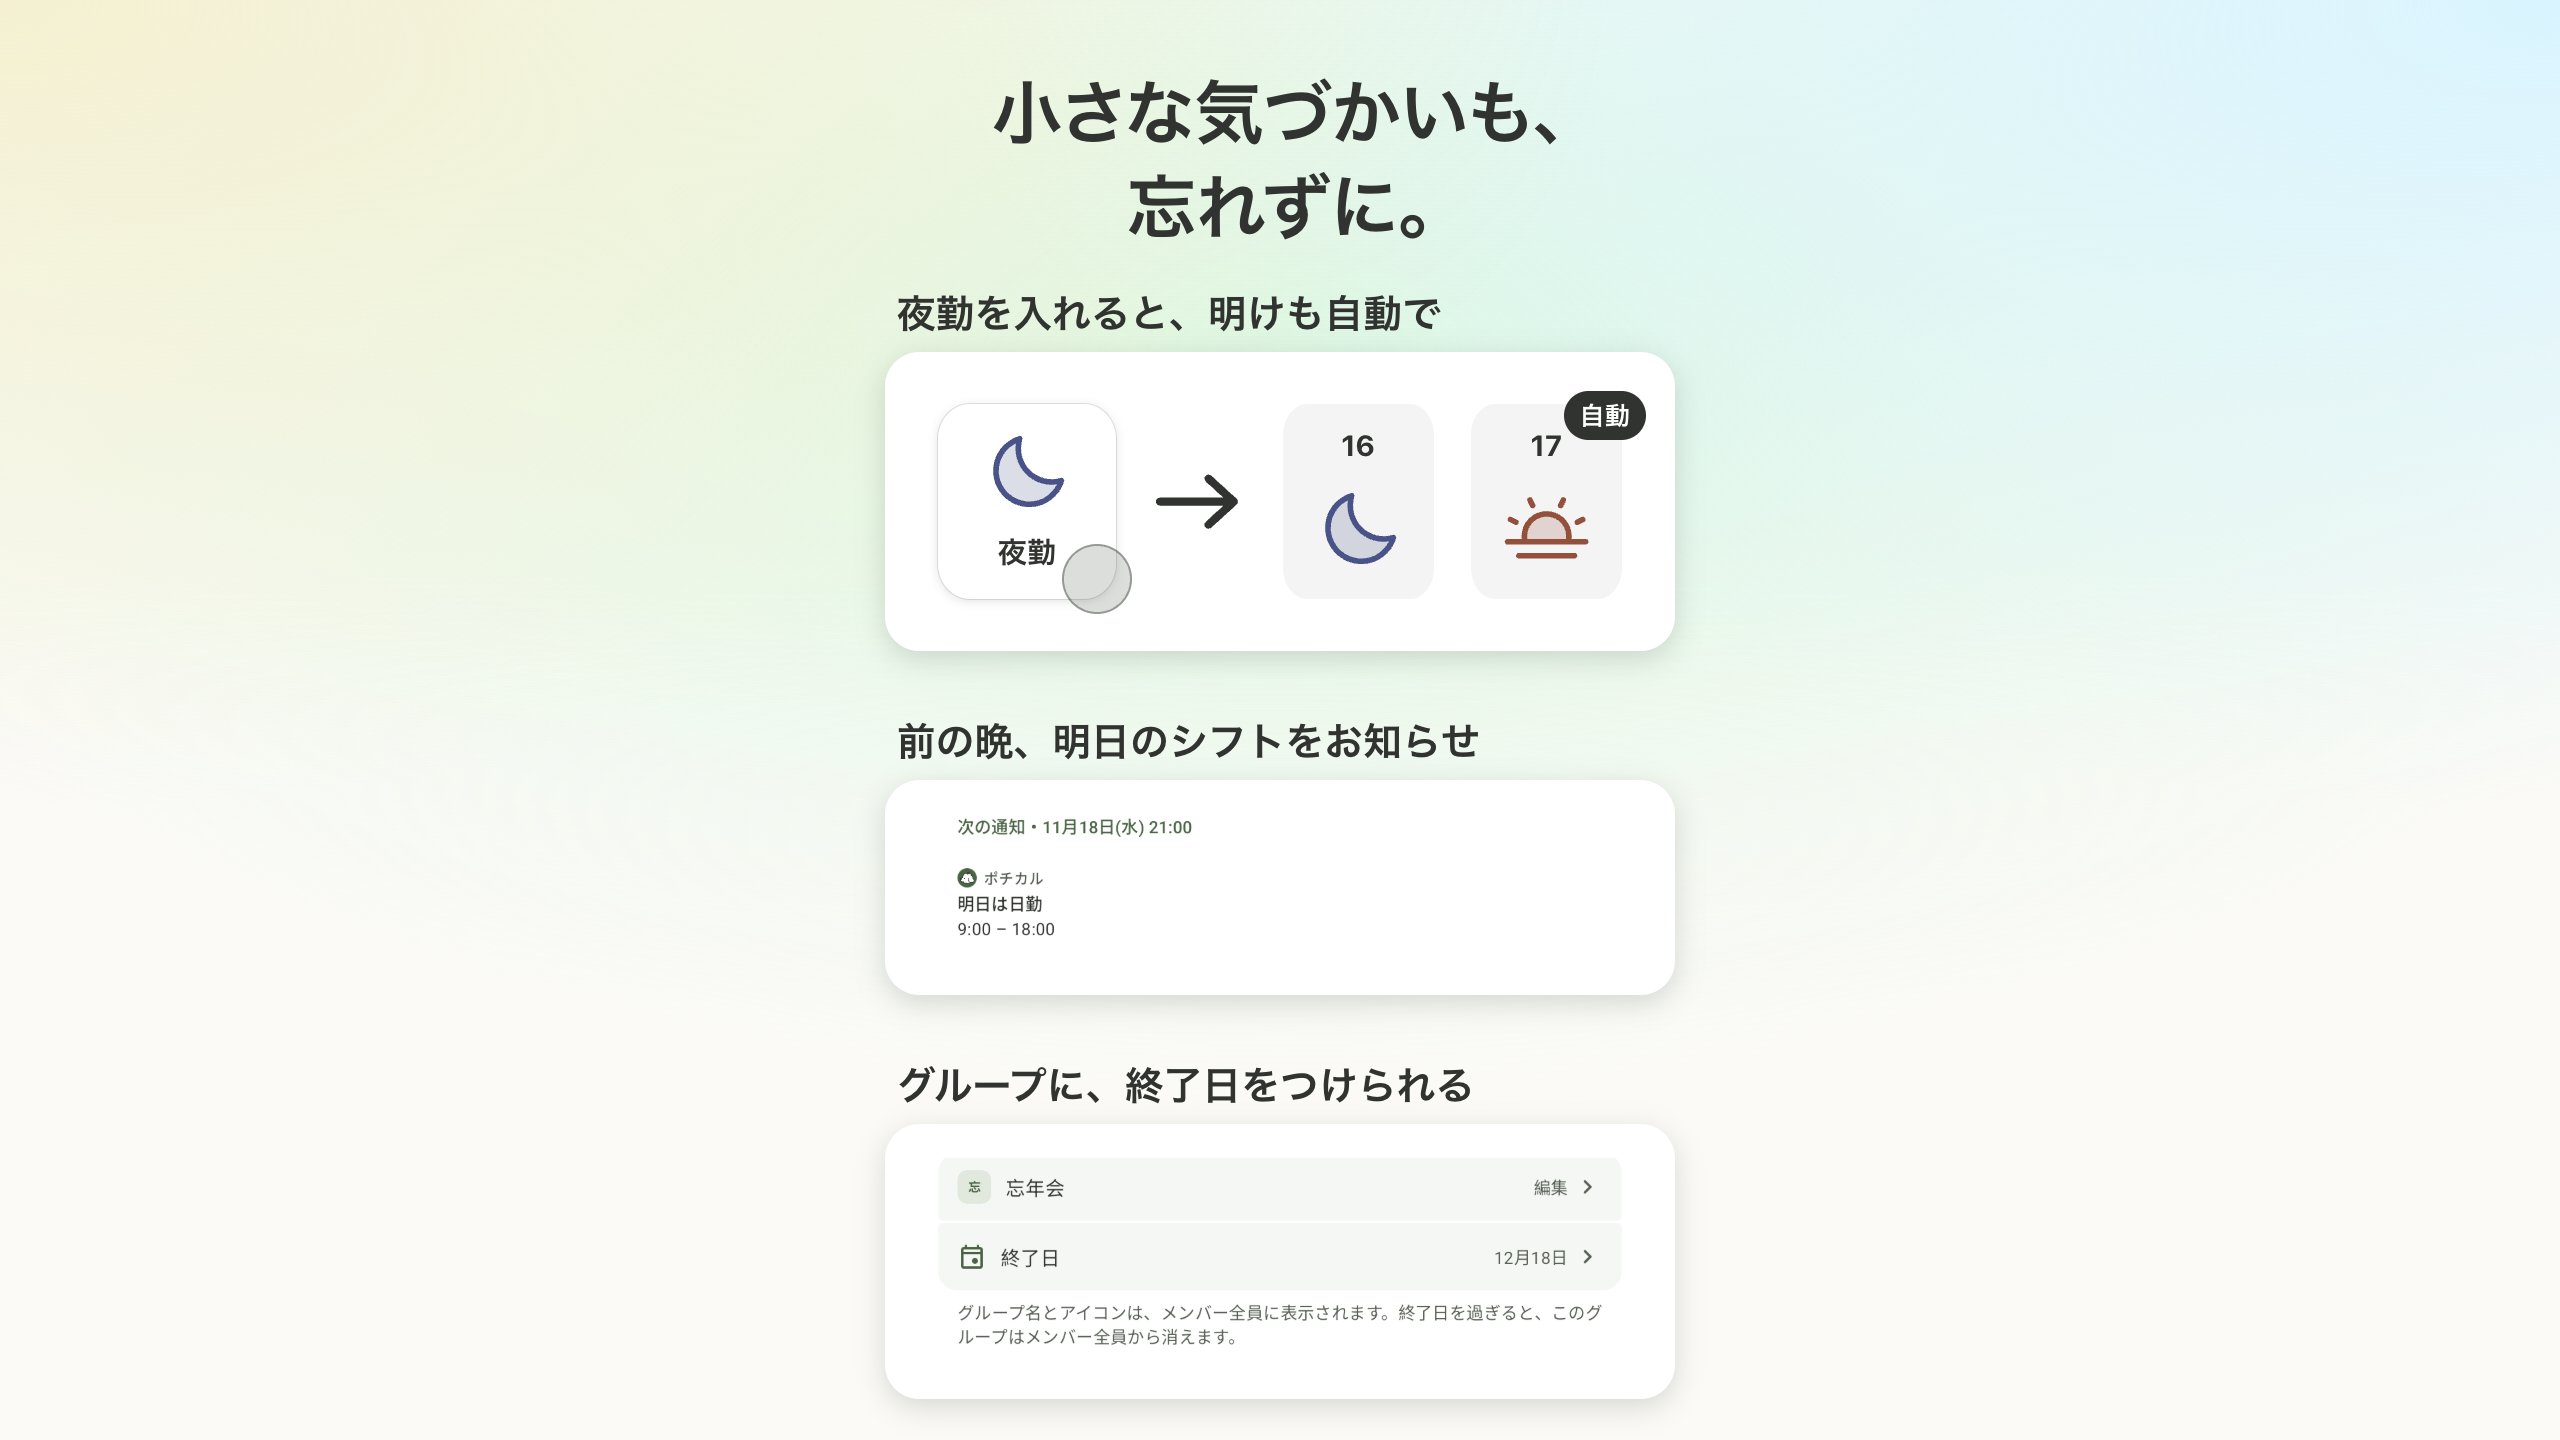 小さな気づかいも、
忘れずに。
夜勤を入れると、明けも自動で
夜勤
16
17
自動
前の晩、明日のシフトをお知らせ
次の通知・11月18日(水) 21:00
ポチカル
明日は日勤
9:00 – 18:00
グループに、終了日をつけられる
忘 忘年会 編集
終了日 12月18日
グループ名とアイコンは、メンバー全員に表示されます。終了日を過ぎると、このグ
ループはメンバー全員から消えます。